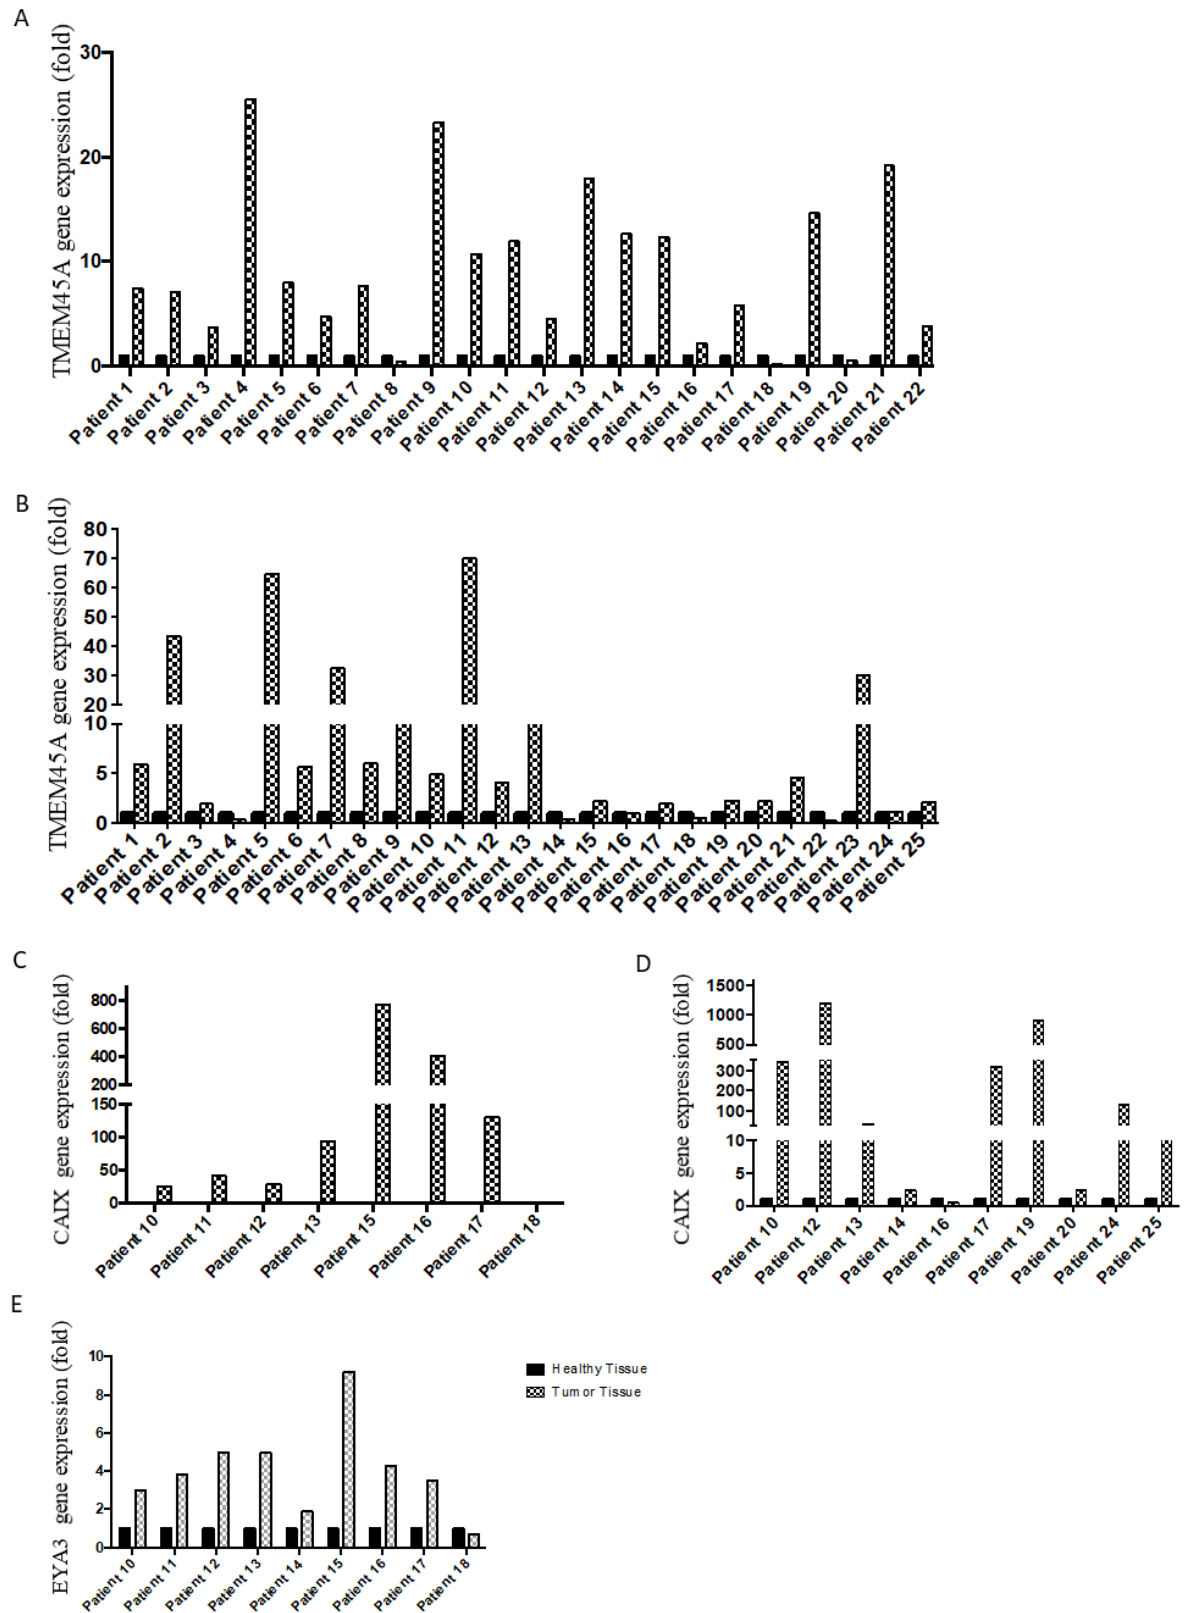 A
TMEM45A gene expression (fold)
30
20
10
0
Patient 1
Patient 2
Patient 3
Patient 4
Patient 5
Patient 6
Patient 7
Patient 8
Patient 9
Patient 10
Patient 11
Patient 12
Patient 13
Patient 14
Patient 15
Patient 16
Patient 17
Patient 18
Patient 19
Patient 20
Patient 21
Patient 22
B
TMEM45A gene expression (fold)
80
70
60
50
40
30
20
10
5
0
Patient 1
Patient 2
Patient 3
Patient 4
Patient 5
Patient 6
Patient 7
Patient 8
Patient 9
Patient 10
Patient 11
Patient 12
Patient 13
Patient 14
Patient 15
Patient 16
Patient 17
Patient 18
Patient 19
Patient 20
Patient 21
Patient 22
Patient 23
Patient 24
Patient 25
C
CAIX gene expression (fold)
800
600
400
200
150
100
50
0
Patient 10
Patient 11
Patient 12
Patient 13
Patient 15
Patient 16
Patient 17
Patient 18
D
CAIX gene expression (fold)
1500
1000
500
300
200
100
10
5
0
Patient 10
Patient 12
Patient 13
Patient 14
Patient 16
Patient 17
Patient 19
Patient 20
Patient 24
Patient 25
E
EYA3 gene expression (fold)
10
8
6
4
2
0
Patient 10
Patient 11
Patient 12
Patient 13
Patient 14
Patient 15
Patient 16
Patient 17
Patient 18
Healthy Tissue
Tumor Tissue